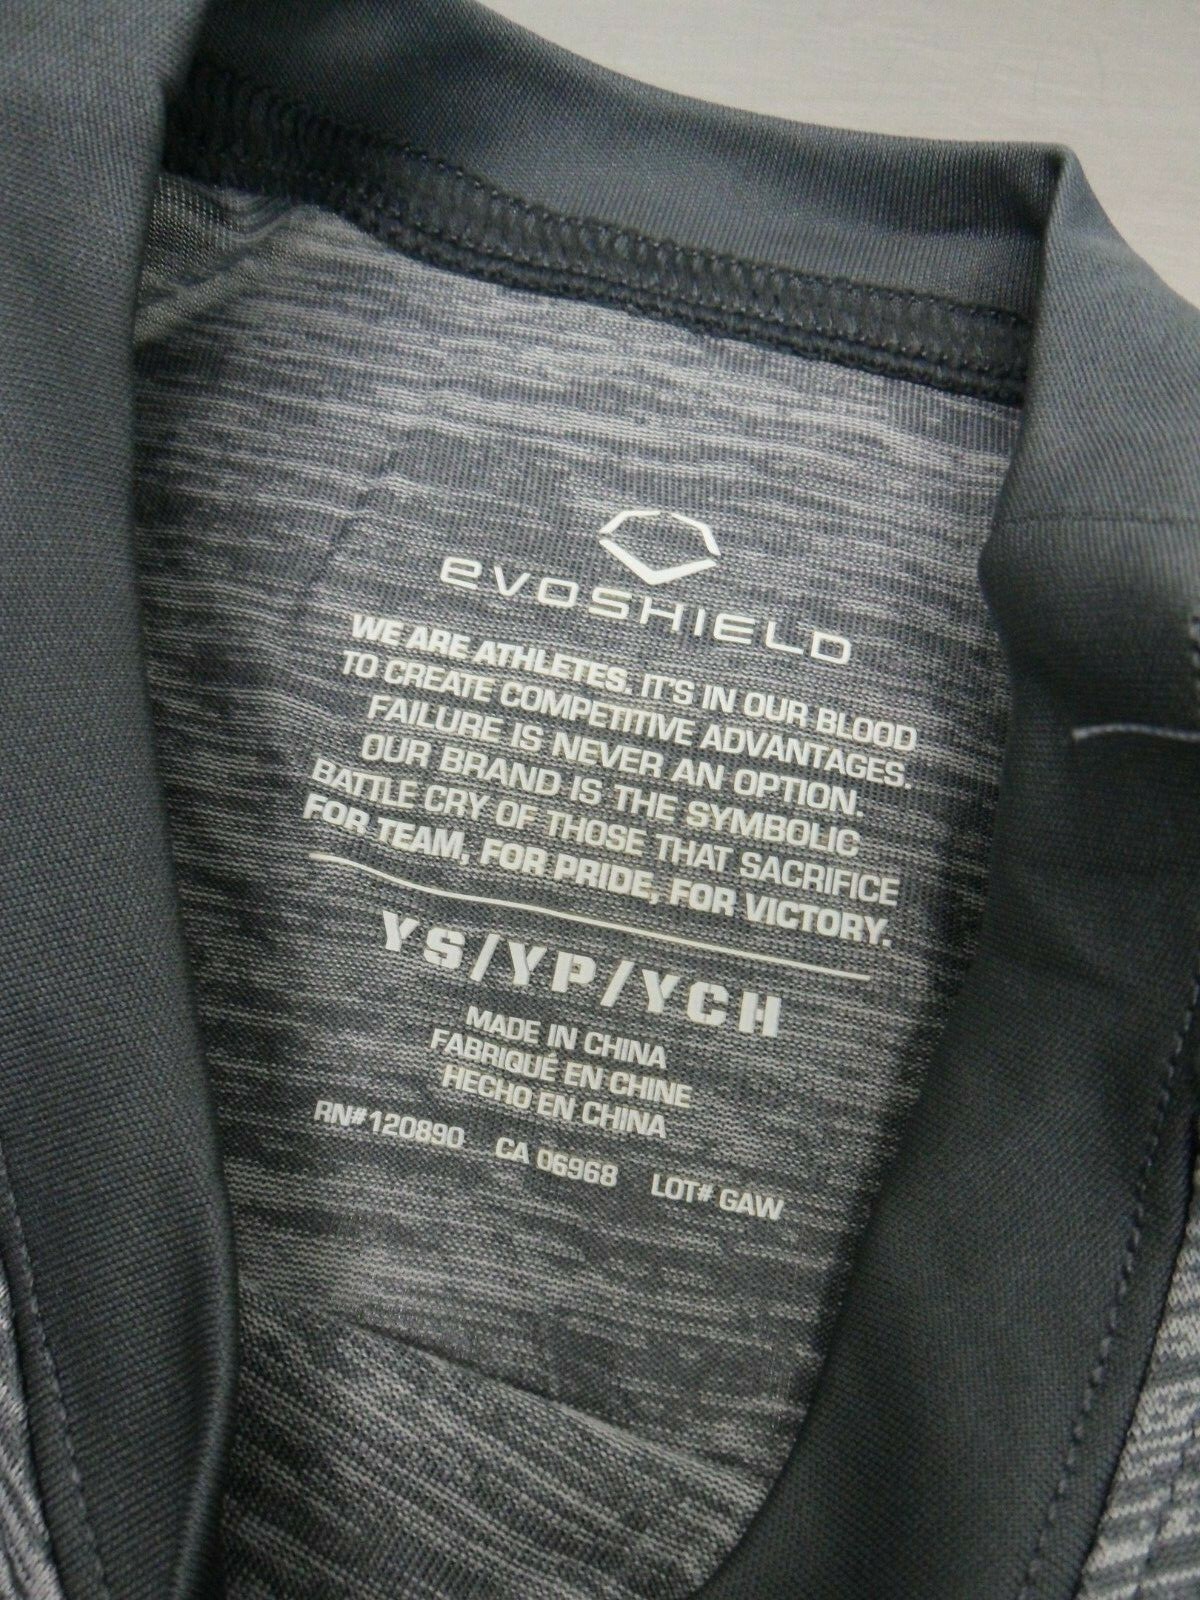 evoSHIELD
WE ARE ATHLETES. IT'S IN OUR BLOOD
TO CREATE COMPETITIVE ADVANTAGES.
FAILURE IS NEVER AN OPTION.
OUR BRAND IS THE SYMBOLIC
BATTLE CRY OF THOSE THAT SACRIFICE
FOR TEAM, FOR PRIDE, FOR VICTORY.
YS/YP/YCH
MADE IN CHINA
FABRIQUÉ EN CHINE
HECHO EN CHINA
RN#120890 CA 06968 LOT# GAW